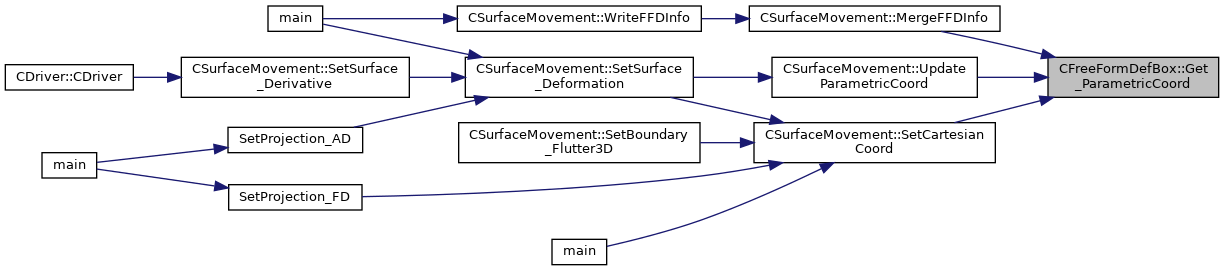 main
CSurfaceMovement::WriteFFDInfo
CSurfaceMovement::MergeFFDInfo
CDriver::CDriver
CSurfaceMovement::SetSurface
_Derivative
CSurfaceMovement::SetSurface
_Deformation
CSurfaceMovement::Update
ParametricCoord
CFreeFormDefBox::Get
_ParametricCoord
SetProjection_AD
CSurfaceMovement::SetBoundary
_Flutter3D
CSurfaceMovement::SetCartesian
Coord
main
SetProjection_FD
main